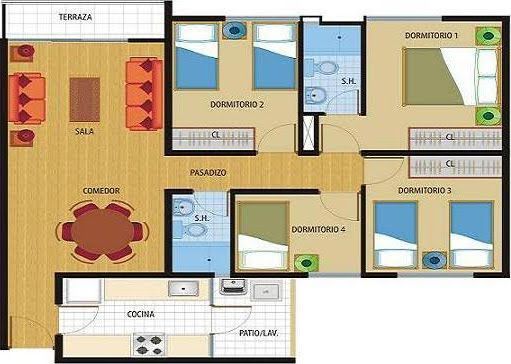 TERRAZA
DORMITORIO 1
S.H.
DORMITORIO 2
SALA
CL
CL
CL
PASADIZO
COMEDOR
DORMITORIO 3
S.H.
DORMITORIO 4
COCINA
PATIO/LAV.